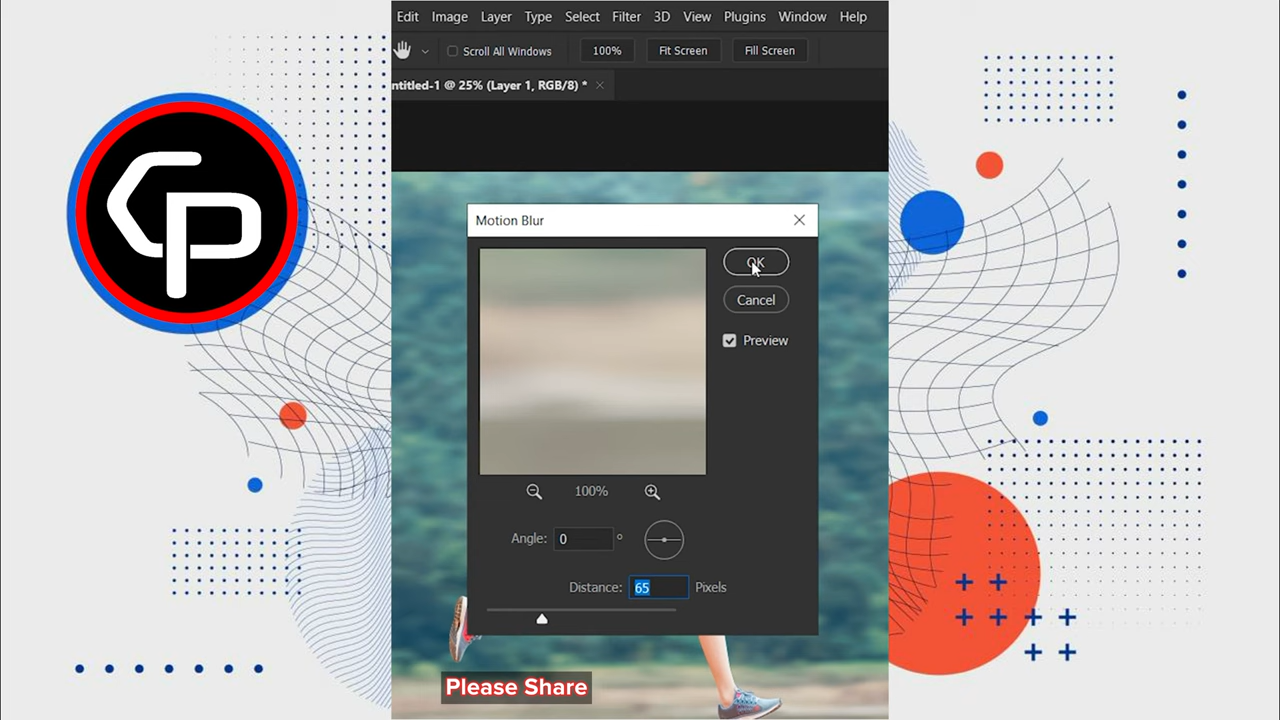 Edit Image Layer Type Select Filter 3D View Plugins Window Help
Scroll All Windows 100% Fit Screen Fill Screen
ntitled-1 @ 25% (Layer 1, RGB/8) * ×
CP
Motion Blur
OK
Cancel
Preview
100%
Angle: 0 °
Distance: 65 Pixels
Please Share